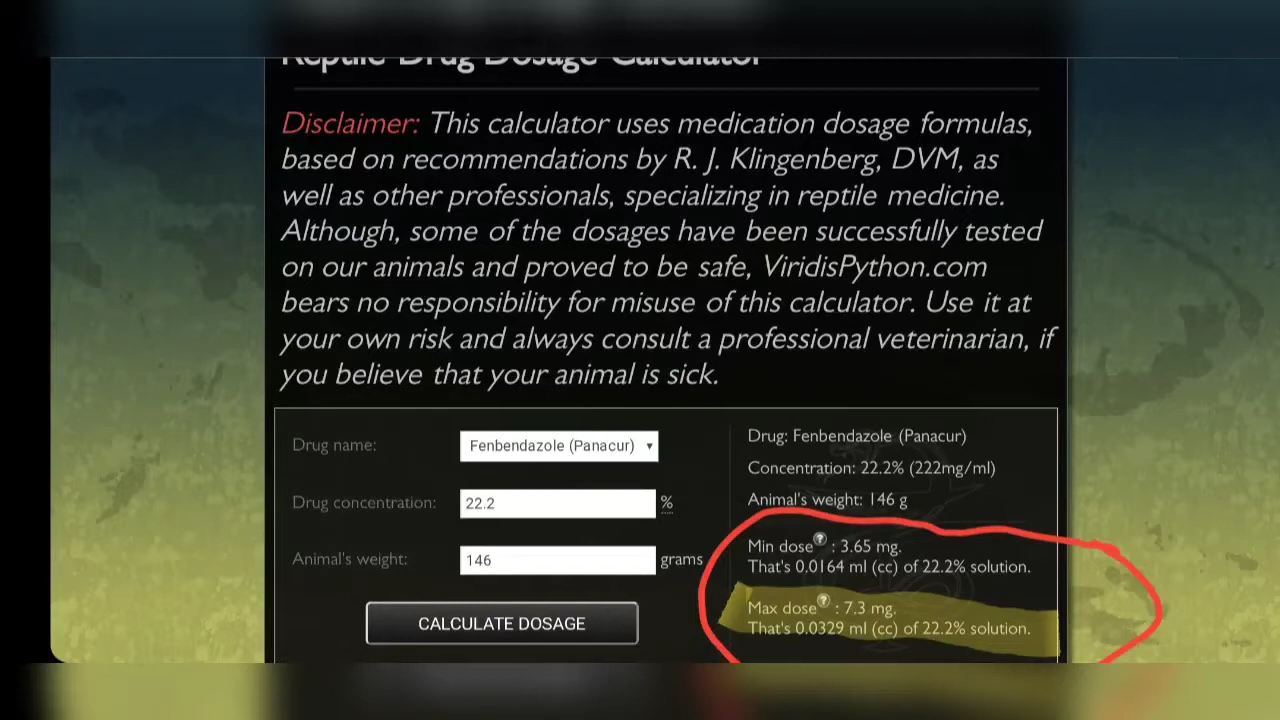 Reptile Drug Dosage Calculator
Disclaimer: This calculator uses medication dosage formulas,
based on recommendations by R. J. Klingenberg, DVM, as
well as other professionals, specializing in reptile medicine.
Although, some of the dosages have been successfully tested
on our animals and proved to be safe, ViridisPython.com
bears no responsibility for misuse of this calculator. Use it at
your own risk and always consult a professional veterinarian, if
you believe that your animal is sick.
Drug name: Fenbendazole (Panacur)
Drug concentration: 22.2 %
Animal's weight: 146 grams
CALCULATE DOSAGE
Drug: Fenbendazole (Panacur)
Concentration: 22.2% (222mg/ml)
Animal's weight: 146 g
Min dose ? : 3.65 mg.
That's 0.0164 ml (cc) of 22.2% solution.
Max dose ? : 7.3 mg.
That's 0.0329 ml (cc) of 22.2% solution.